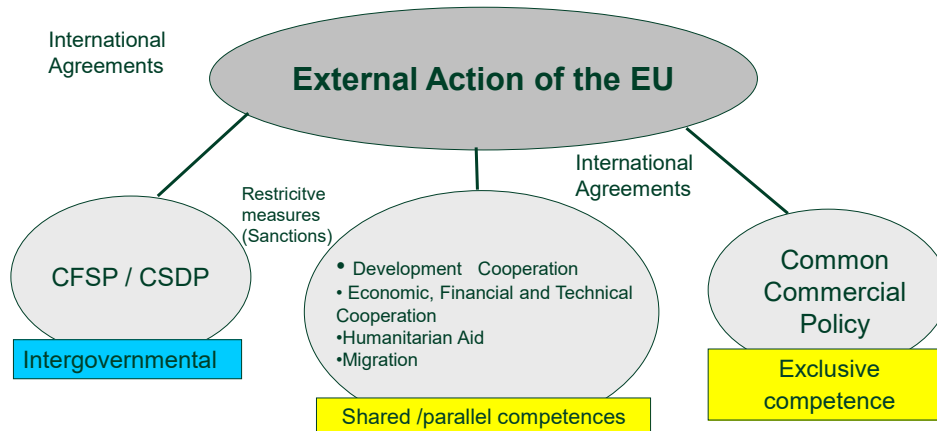 International
Agreements
External Action of the EU
International
Agreements
Restricitve
measures
(Sanctions)
CFSP / CSDP
Intergovernmental
• Development Cooperation
• Economic, Financial and Technical
Cooperation
•Humanitarian Aid
•Migration
Shared /parallel competences
Common
Commercial
Policy
Exclusive
competence